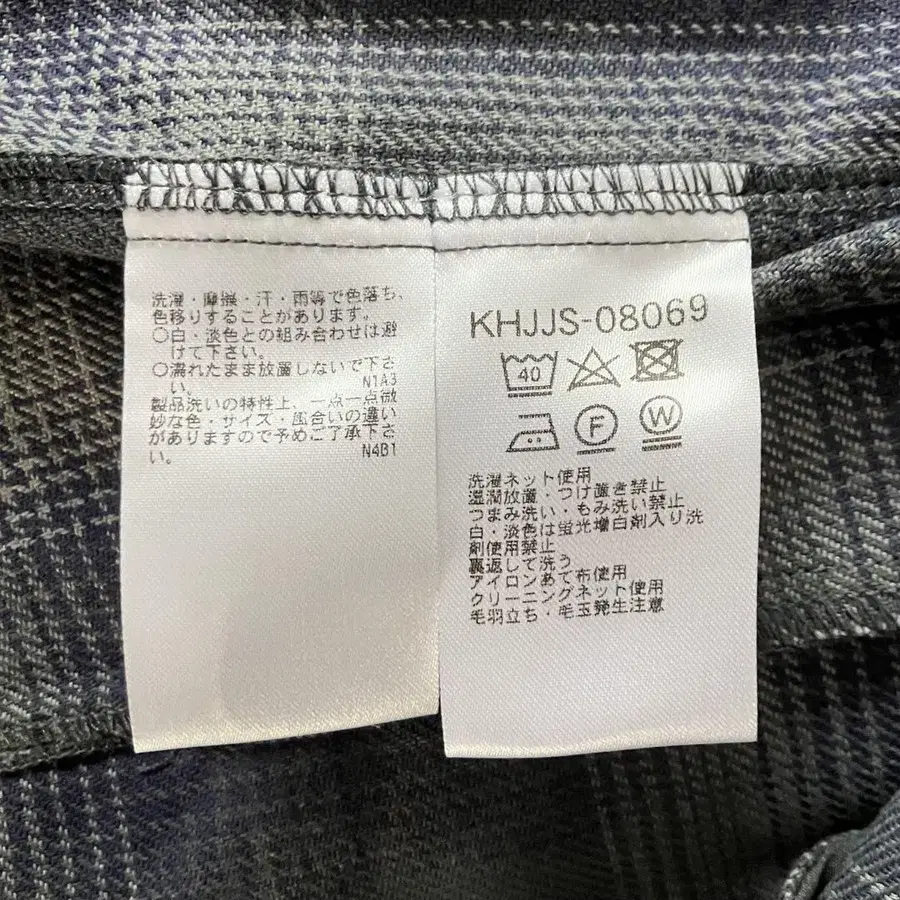 洗濯・摩擦・汗・雨等で色落ち、
色移りすることがあります。
○白・淡色との組み合わせは避
けて下さい。
○濡れたまま放置しないで下さ
い。 N1A3
製品洗いの特性上、一点一点微
妙な色・サイズ・風合いの違い
がありますので予めご了承下さ
い。 N4B1
KHJJS-08069
40
F W
洗濯ネット使用
湿潤放置・つけ置き禁止
つまみ洗い・もみ洗い禁止
白・淡色は蛍光増白剤入り洗
剤使用禁止
裏返して洗う
アイロンあて布使用
クリーニングネット使用
毛羽立ち・毛玉発生注意